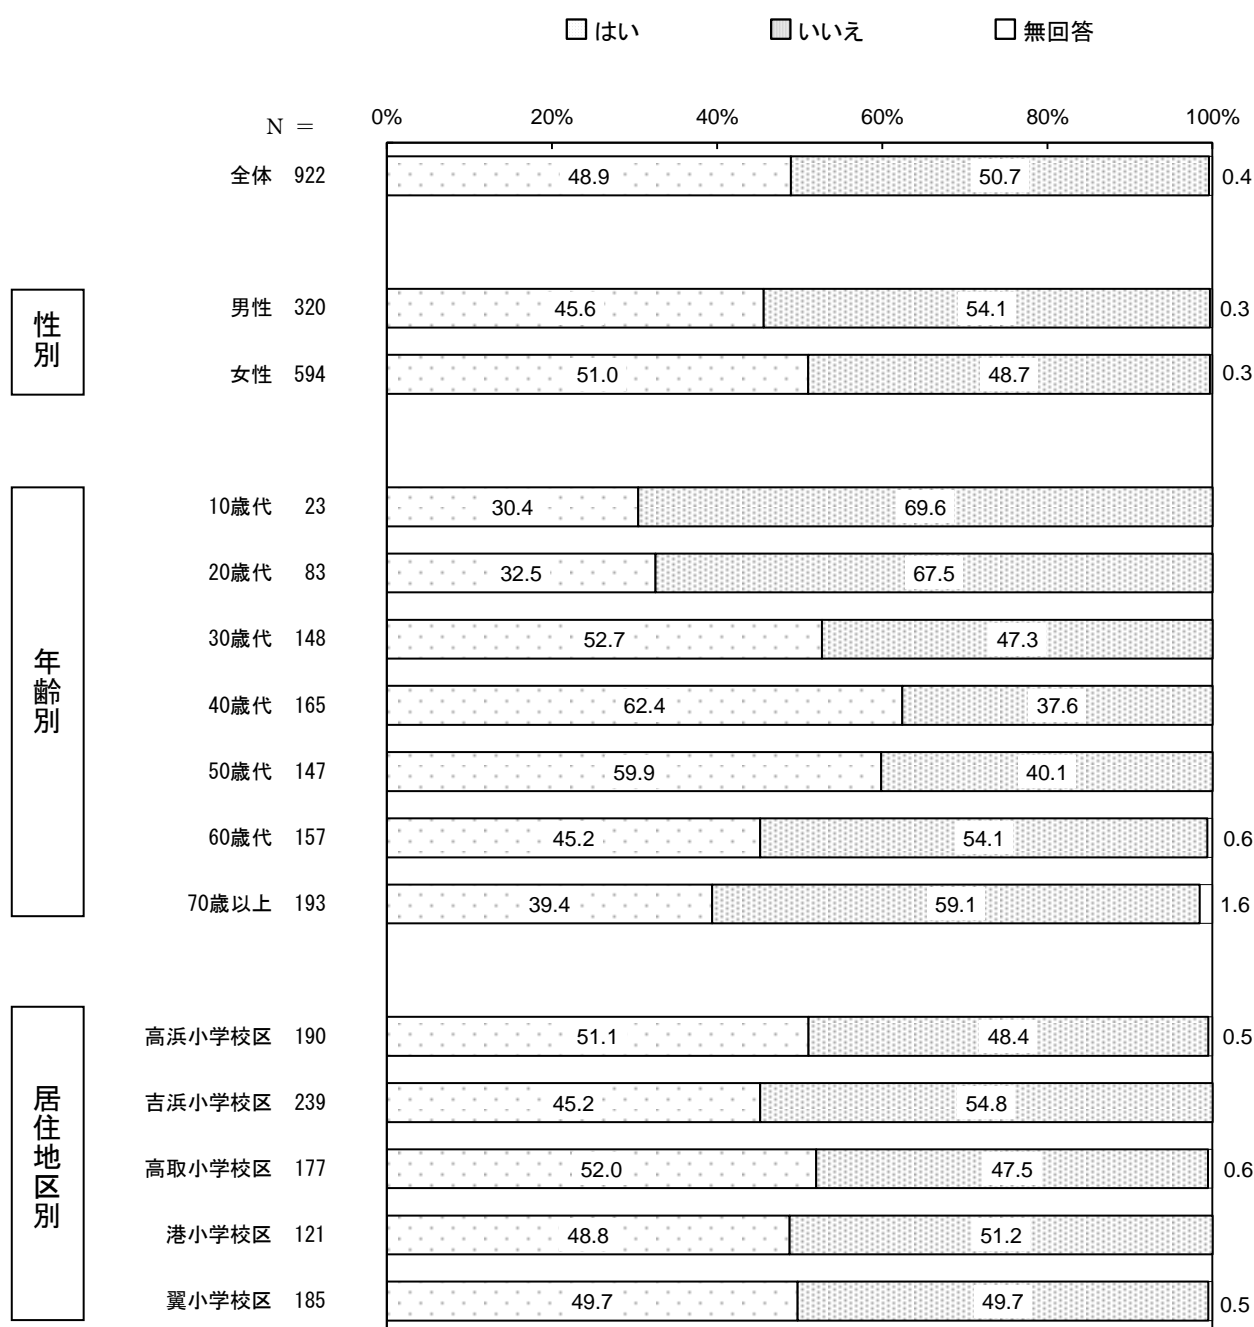 はい いいえ 無回答
N = 0% 20% 40% 60% 80% 100%
全体 922 48.9 50.7 0.4
性別
男性 320 45.6 54.1 0.3
女性 594 51.0 48.7 0.3
年齢別
10歳代 23 30.4 69.6
20歳代 83 32.5 67.5
30歳代 148 52.7 47.3
40歳代 165 62.4 37.6
50歳代 147 59.9 40.1
60歳代 157 45.2 54.1 0.6
70歳以上 193 39.4 59.1 1.6
居住地区別
高浜小学校区 190 51.1 48.4 0.5
吉浜小学校区 239 45.2 54.8
高取小学校区 177 52.0 47.5 0.6
港小学校区 121 48.8 51.2
翼小学校区 185 49.7 49.7 0.5